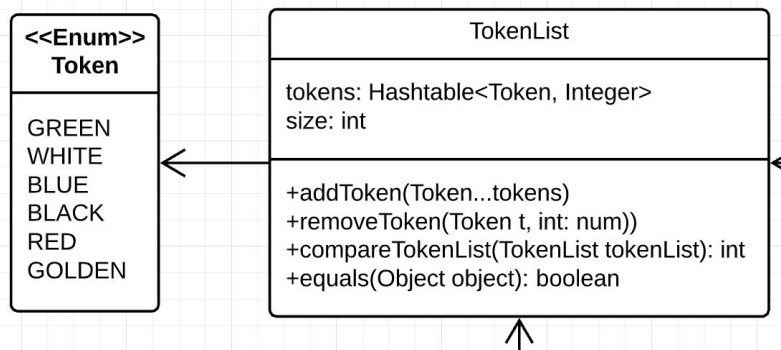 <<Enum>>
Token
GREEN
WHITE
BLUE
BLACK
RED
GOLDEN
TokenList
tokens: Hashtable<Token, Integer>
size: int
+addToken(Token...tokens)
+removeToken(Token t, int: num))
+compareTokenList(TokenList tokenList): int
+equals(Object object): boolean